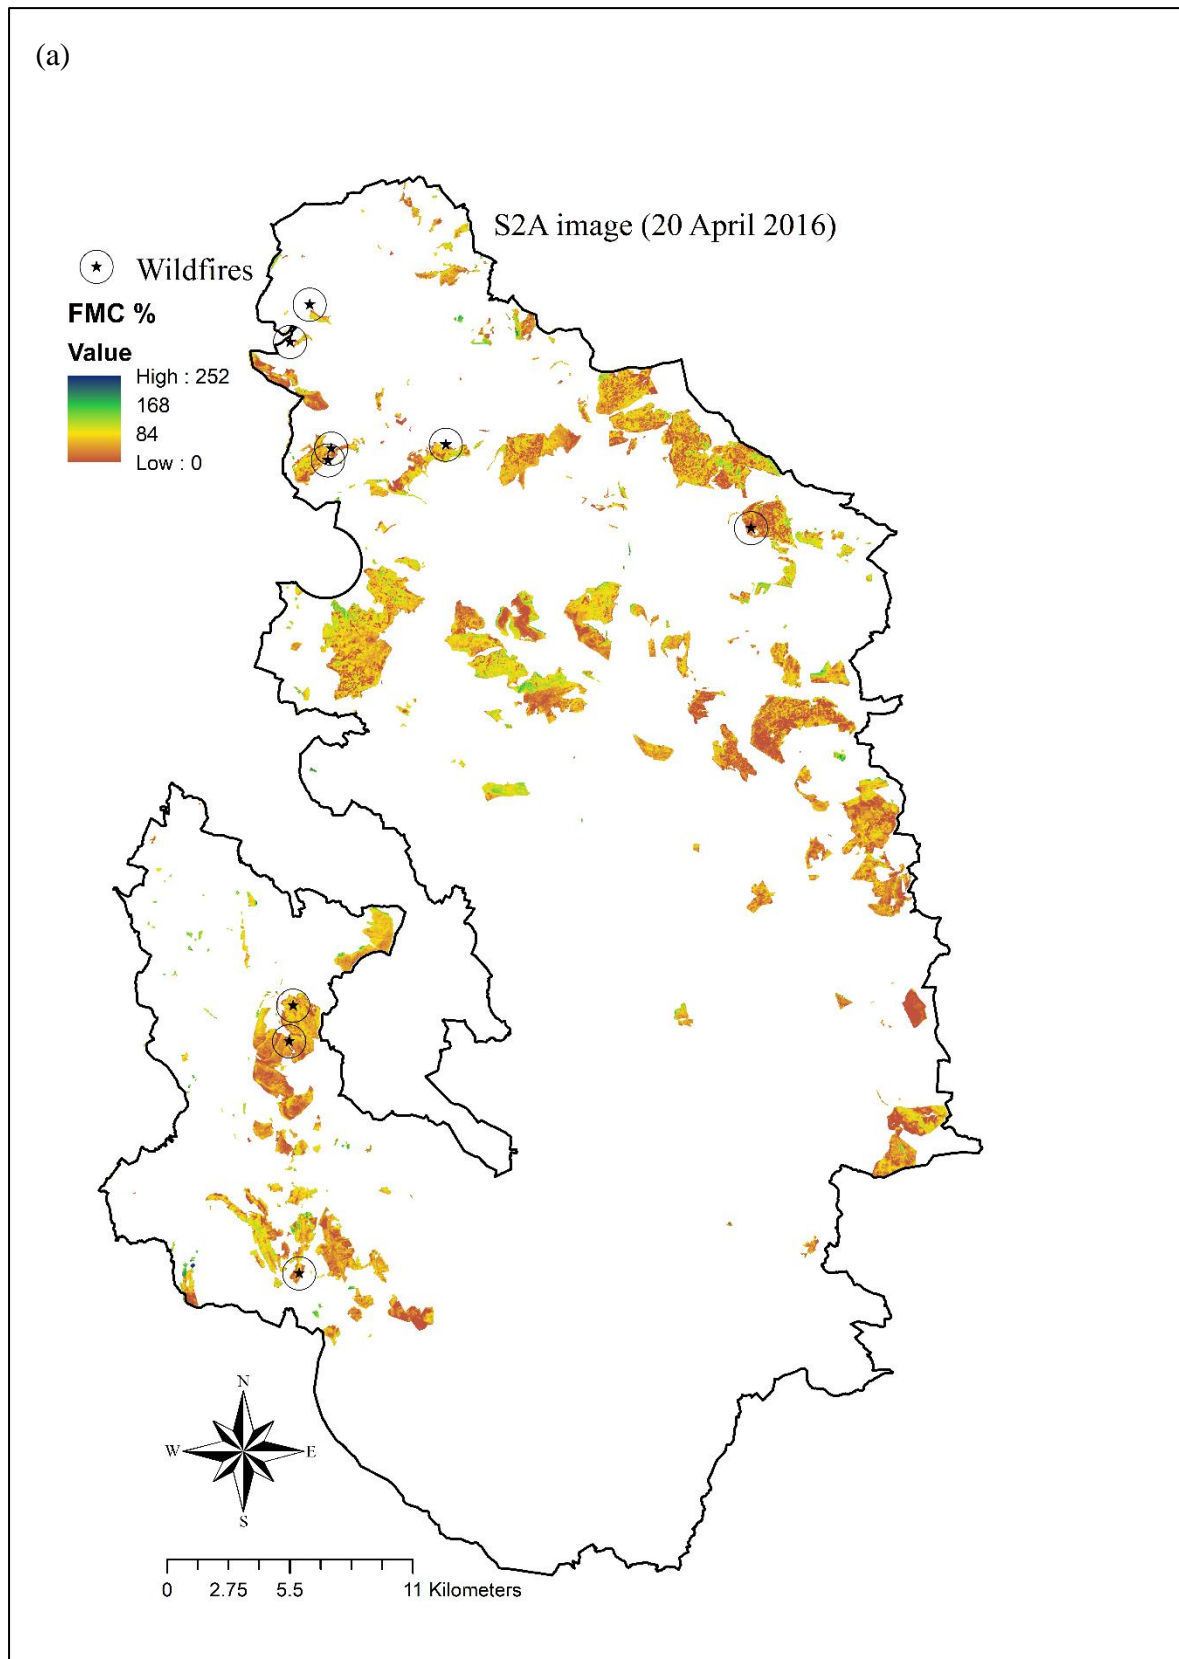 (a)
S2A image (20 April 2016)
Wildfires
FMC %
Value
High : 252
168
84
Low : 0
N
W E
S
0 2.75 5.5 11 Kilometers